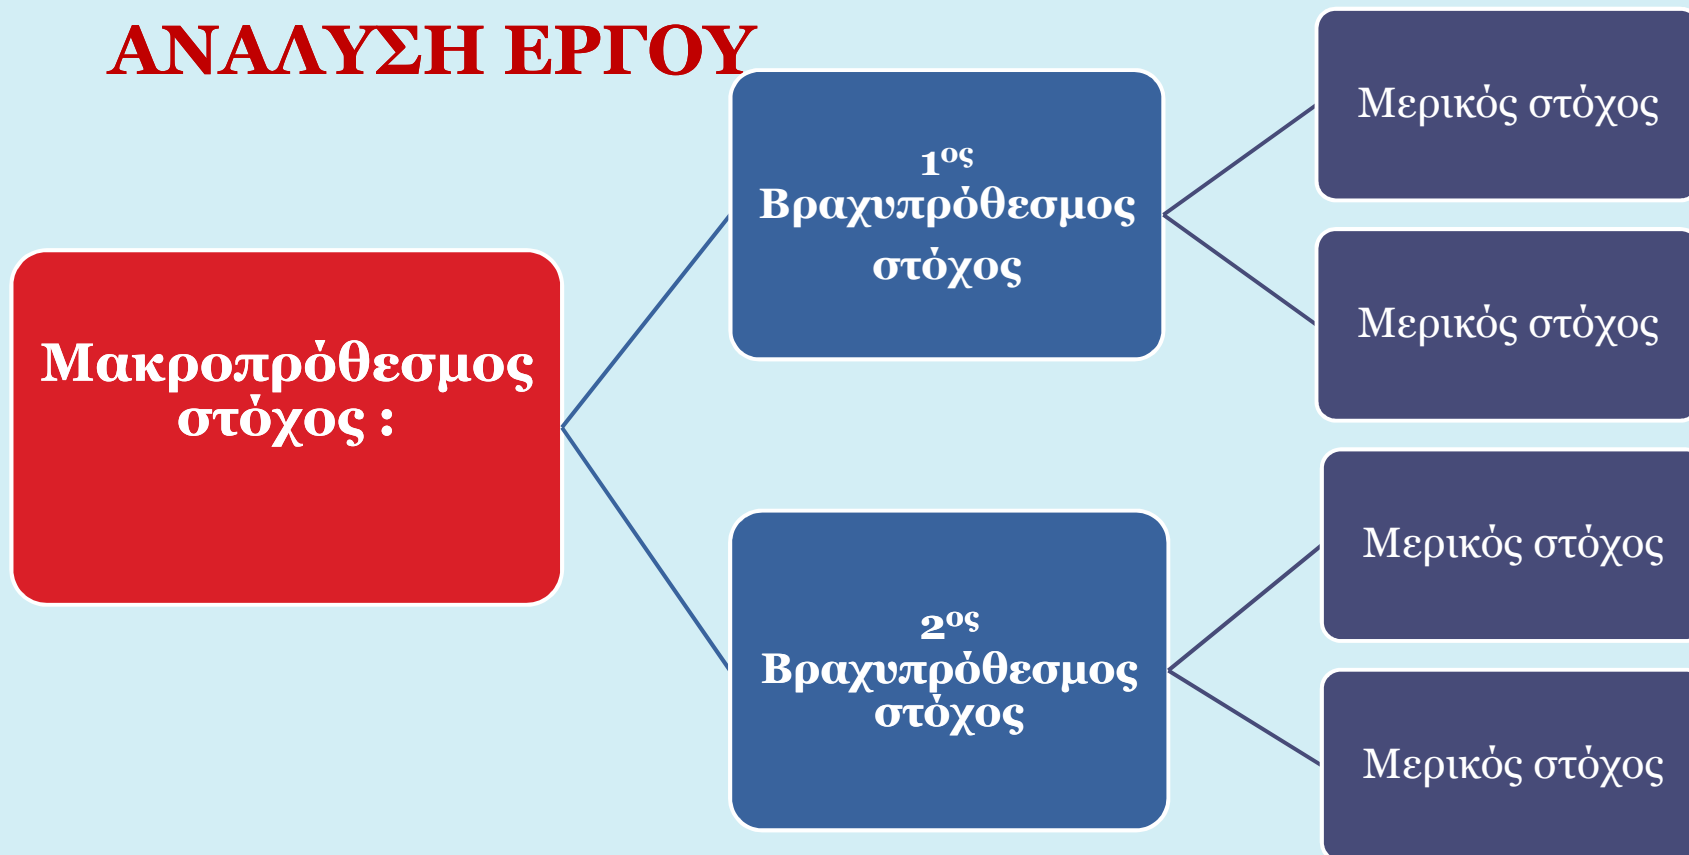 ΑΝΑΛΥΣΗ ΕΡΓΟΥ
Μακροπρόθεσμος
στόχος :
1ος
Βραχυπρόθεσμος
στόχος
Μερικός στόχος
Μερικός στόχος
2ος
Βραχυπρόθεσμος
στόχος
Μερικός στόχος
Μερικός στόχος